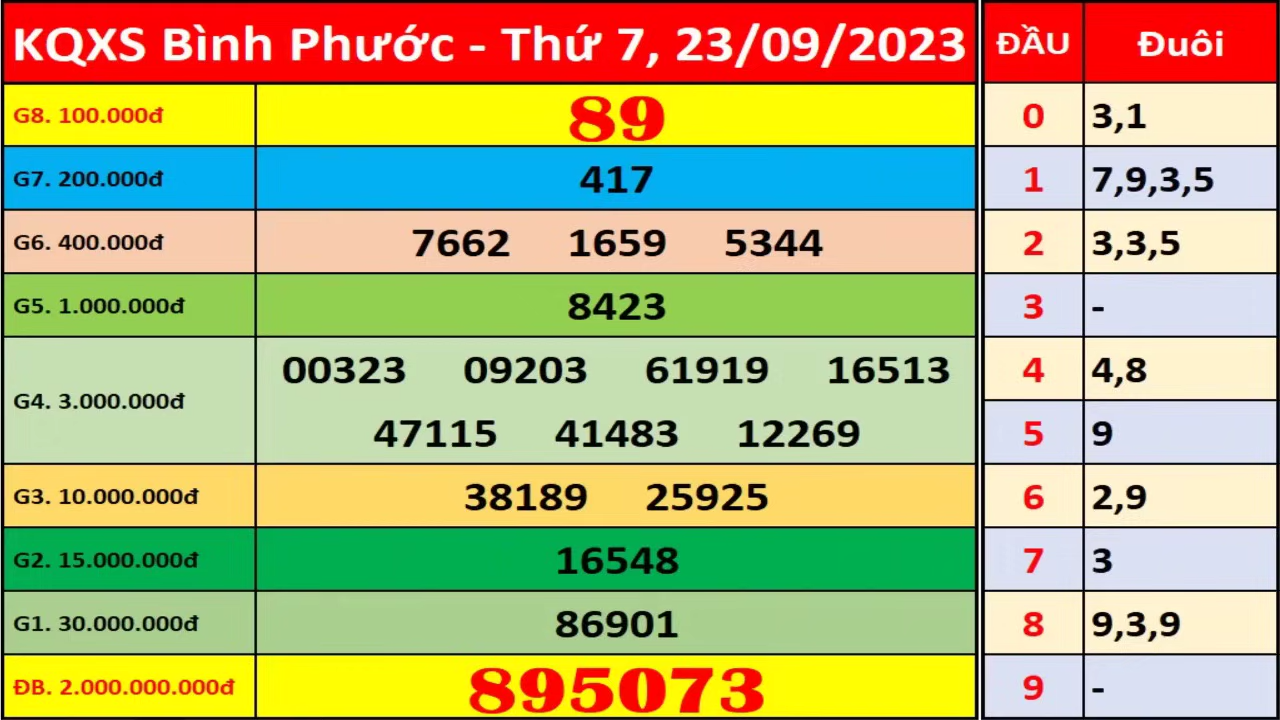 KQXS Bình Phước - Thứ 7, 23/09/2023 ĐẦU Đuôi
G8. 100.000đ 89 0 3,1
G7. 200.000đ 417 1 7,9,3,5
G6. 400.000đ 7662 1659 5344 2 3,3,5
G5. 1.000.000đ 8423 3 -
00323 09203 61919 16513 4 4,8
G4. 3.000.000đ
47115 41483 12269 5 9
G3. 10.000.000đ 38189 25925 6 2,9
G2. 15.000.000đ 16548 7 3
G1. 30.000.000đ 86901 8 9,3,9
ĐB. 2.000.000.000đ 895073 9 -